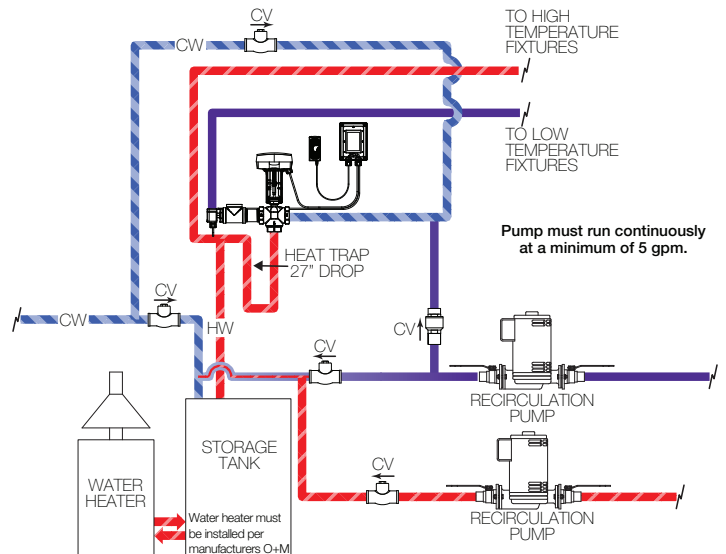 CV
CW
TO HIGH
TEMPERATURE
FIXTURES
TO LOW
TEMPERATURE
FIXTURES
Pump must run continuously
at a minimum of 5 gpm.
HEAT TRAP
27" DROP
CV
CW
HW
CV
CV
RECIRCULATION
PUMP
STORAGE
TANK
WATER
HEATER
CV
Water heater must
be installed per
manufacturers O+M
RECIRCULATION
PUMP